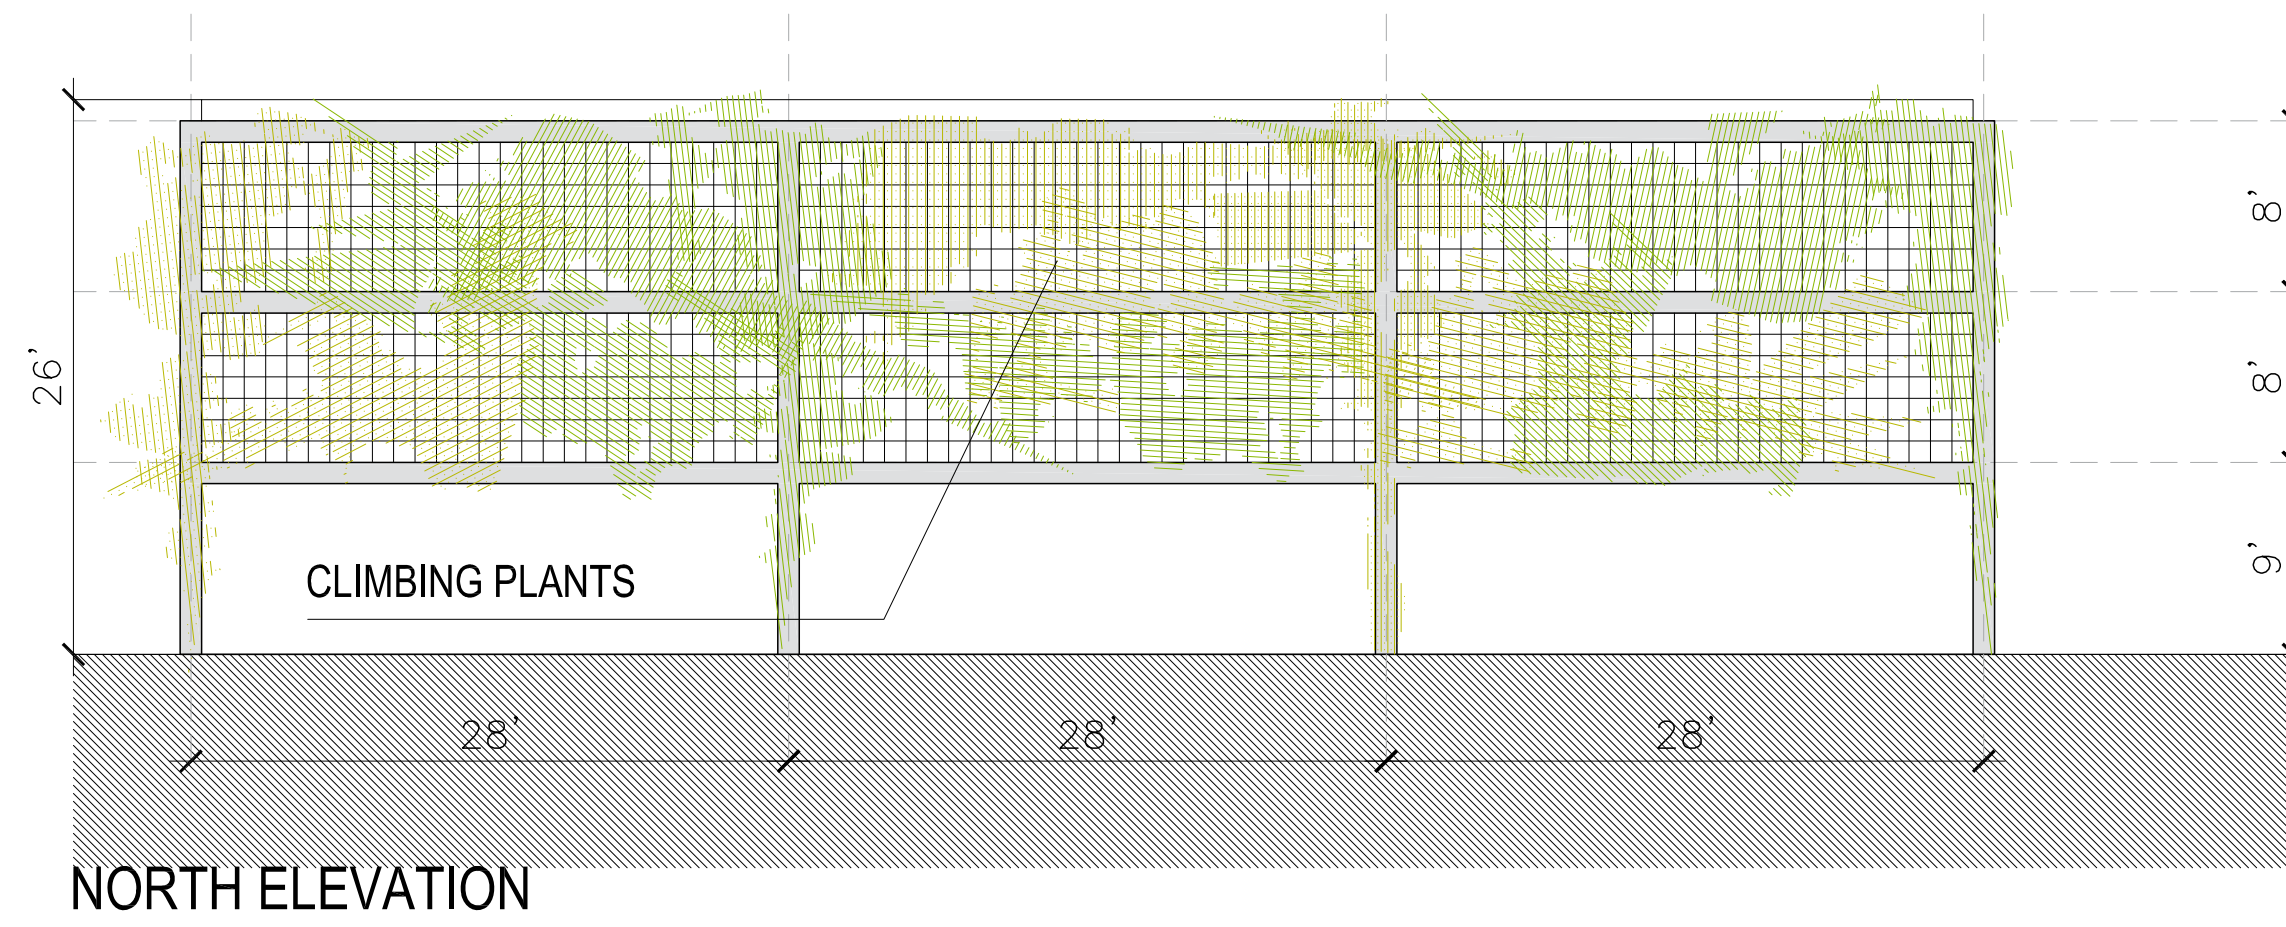 8'
26'
8'
9'
CLIMBING PLANTS
28' 28' 28'
NORTH ELEVATION